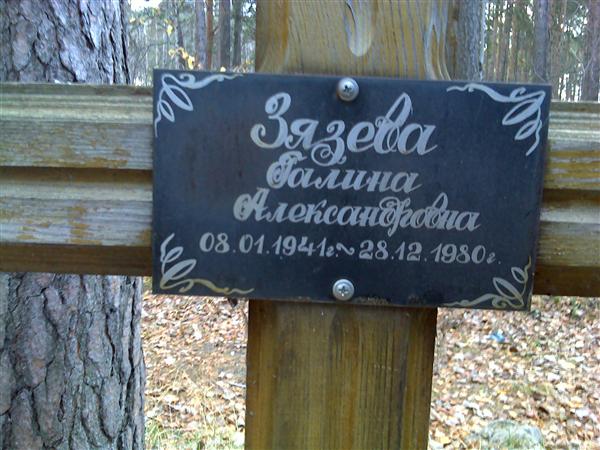 Зязева
Галина
Александровна
08.01.1941г~28.12.1980г.